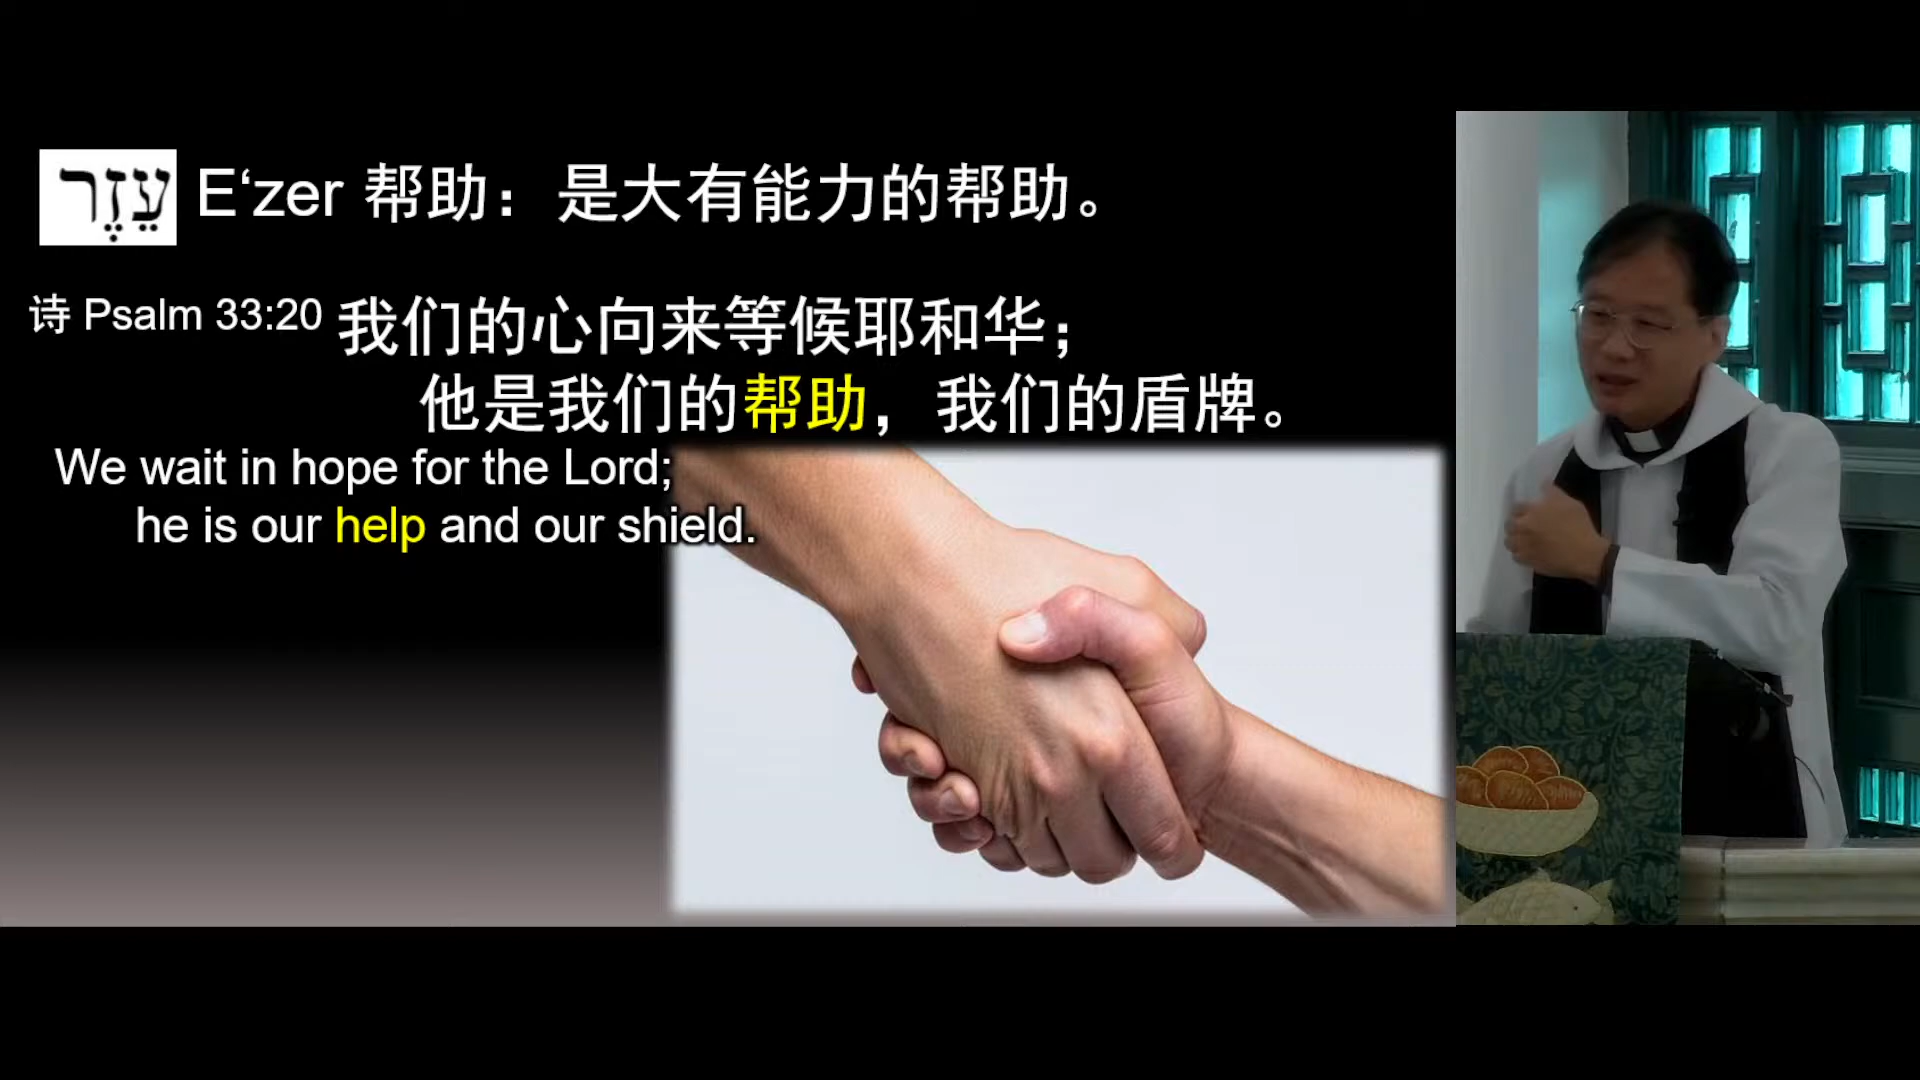 עֵזֶר E‘zer 帮助：是大有能力的帮助。
诗 Psalm 33:20 我们的心向来等候耶和华；
他是我们的帮助，我们的盾牌。
We wait in hope for the Lord;
he is our help and our shield.